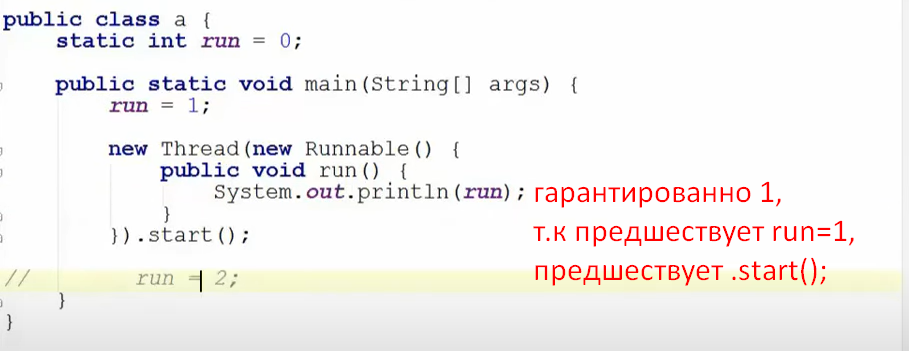 public class a {
static int run = 0;
public static void main(String[] args) {
run = 1;
new Thread(new Runnable() {
public void run() {
System.out.println(run); гарантированно 1,
}
т.к предшествует run=1,
}).start();
предшествует .start();
// run = 2;
}
}